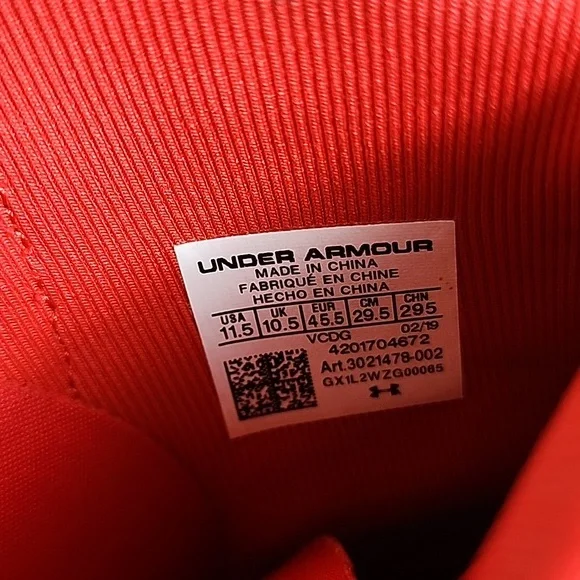 UNDER ARMOUR
MADE IN CHINA
FABRIQUÉ EN CHINE
HECHO EN CHINA
USA UK EUR CM CHN
11.5 10.5 45.5 29.5 295
VCDG 02/19
4201704672
Art.3021478-002
GX1L2WZG00065